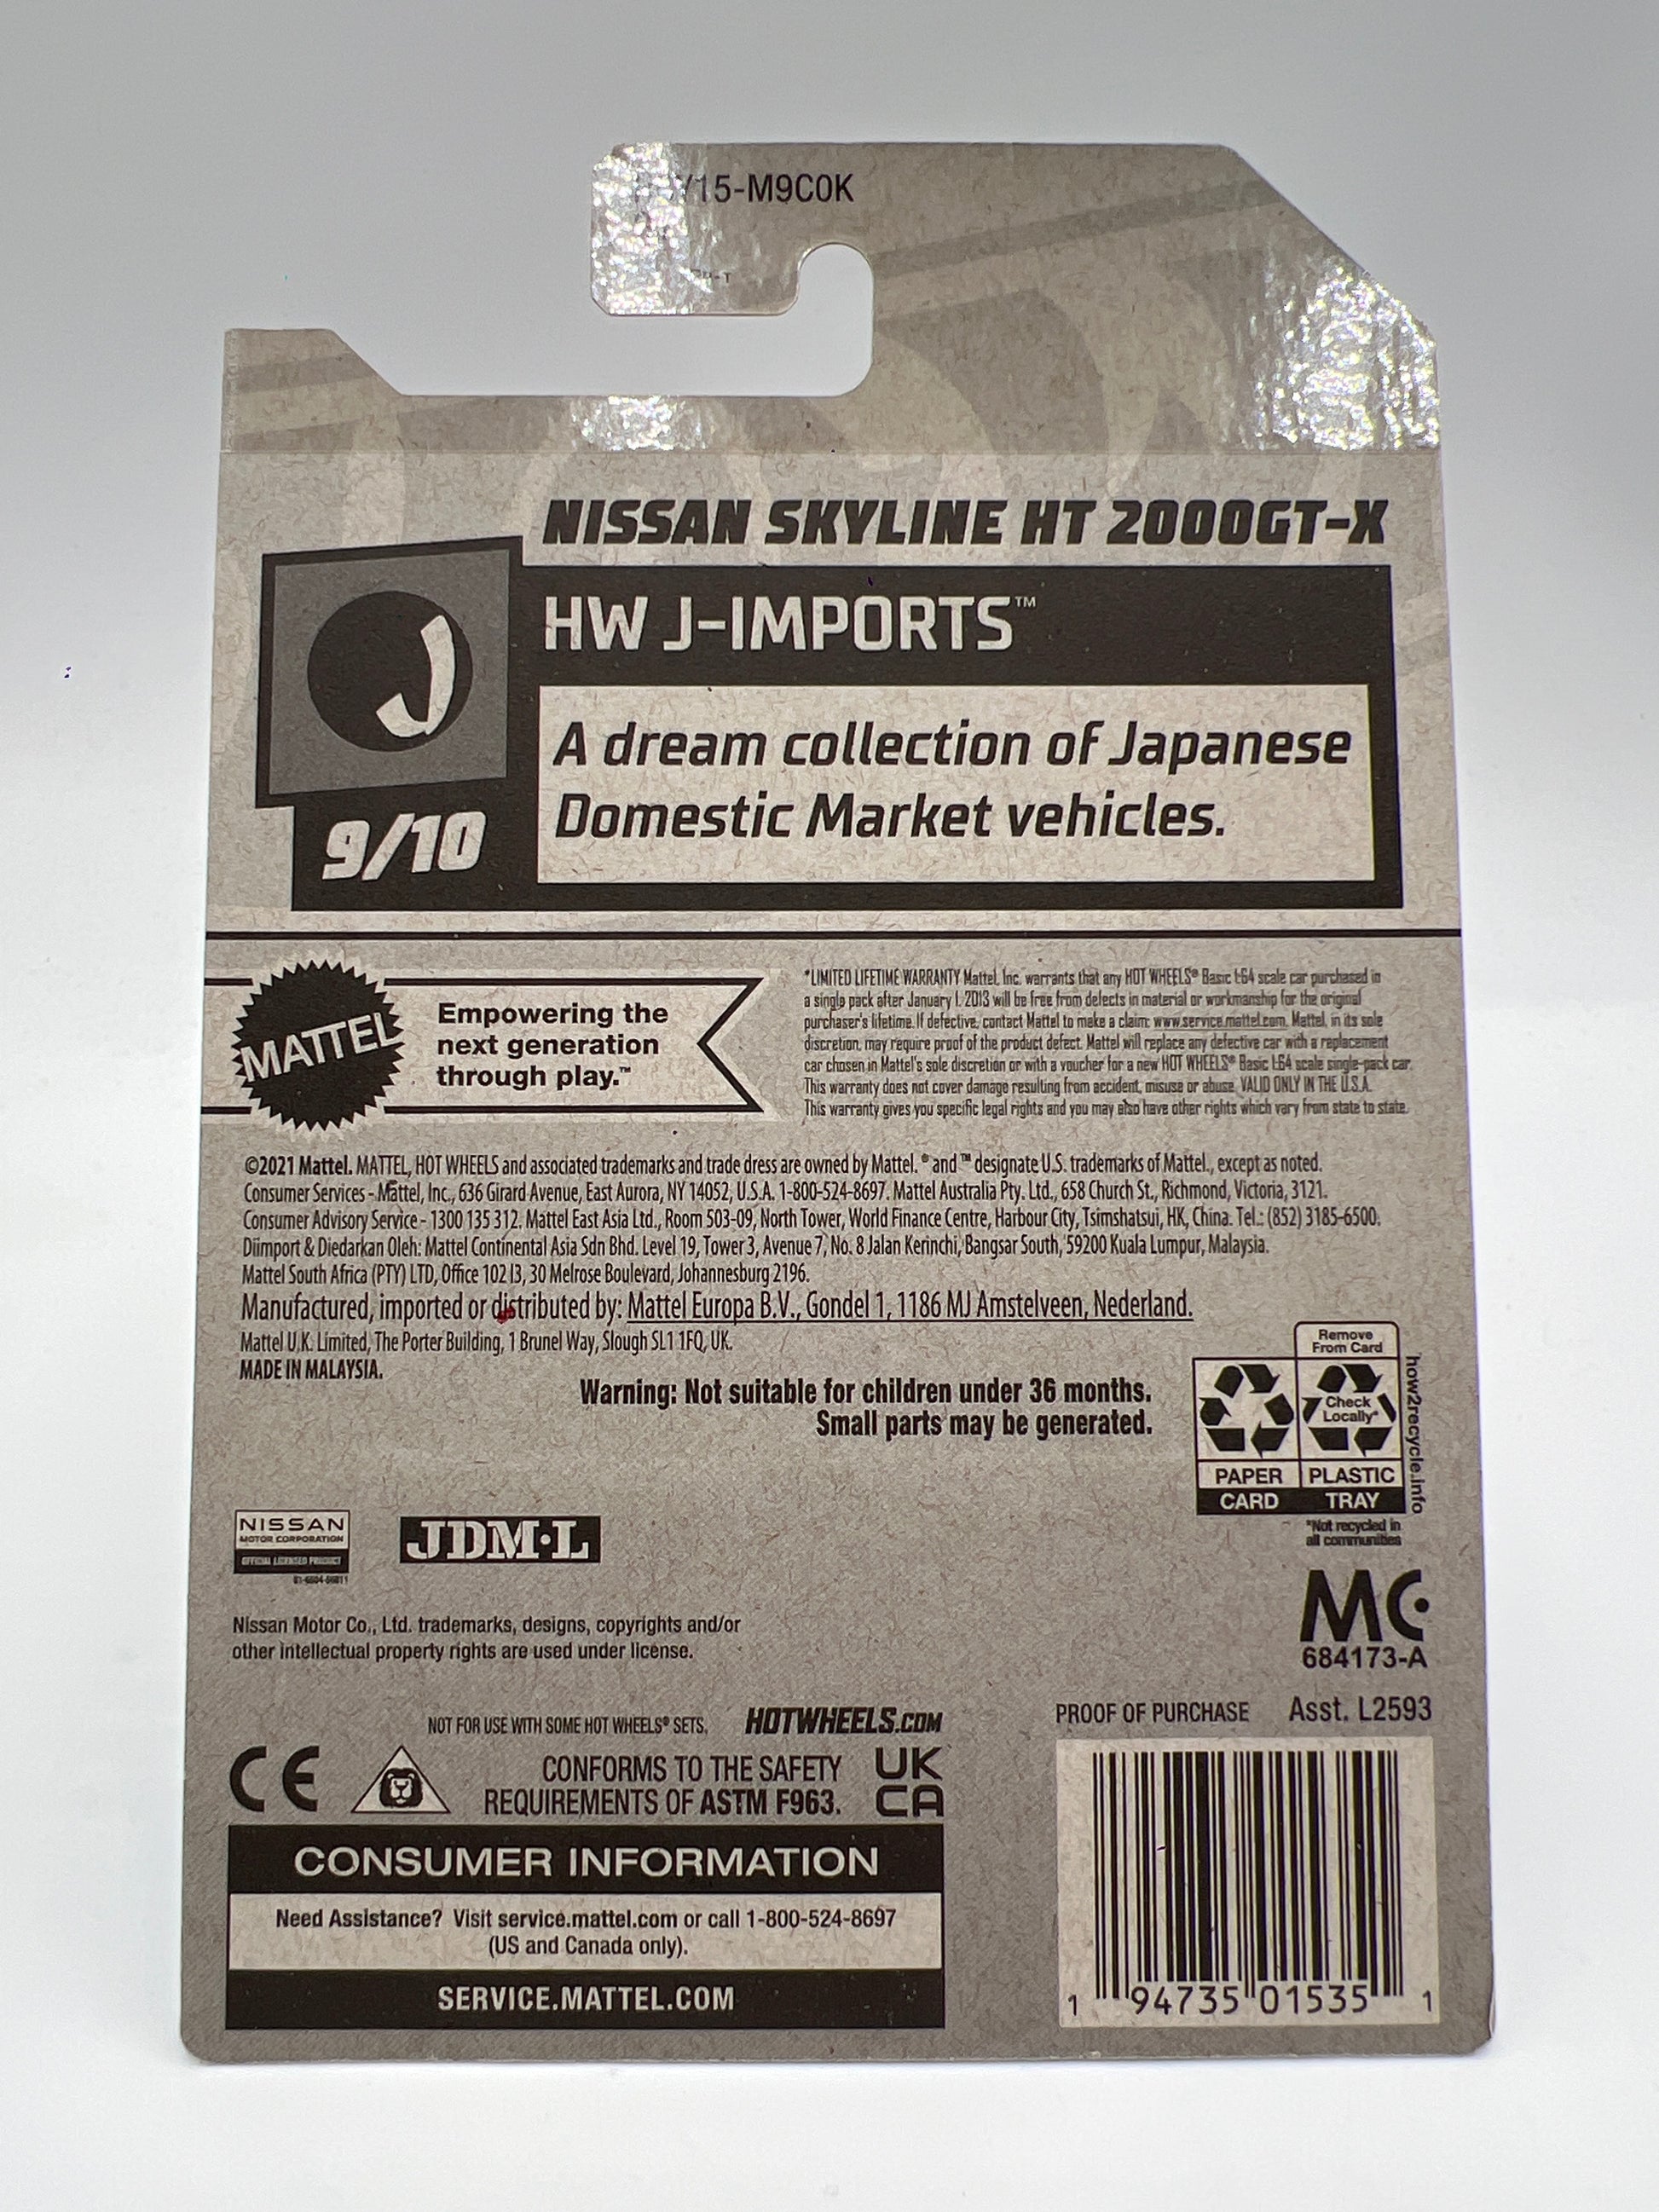 /15-M9C0K
NISSAN SKYLINE HT 2000GT-X
HW J-IMPORTS™
J
A dream collection of Japanese
Domestic Market vehicles.
9/10
MATTEL
Empowering the
next generation
through play.™
*LIMITED LIFETIME WARRANTY Mattel, Inc. warrants that any HOT WHEELS® Basic 1:64 scale car purchased in
a single pack after January 1, 2013 will be free from defects in material or workmanship for the original
purchaser's lifetime. If defective, contact Mattel to make a claim: www.service.mattel.com. Mattel, in its sole
discretion, may require proof of the product defect. Mattel will replace any defective car with a replacement
car chosen in Mattel's sole discretion or with a voucher for a new HOT WHEELS® Basic 1:64 scale single-pack car.
This warranty does not cover damage resulting from accident, misuse or abuse. VALID ONLY IN THE U.S.A.
This warranty gives you specific legal rights and you may also have other rights which vary from state to state.
©2021 Mattel. MATTEL, HOT WHEELS and associated trademarks and trade dress are owned by Mattel. ® and ™ designate U.S. trademarks of Mattel., except as noted.
Consumer Services - Mattel, Inc., 636 Girard Avenue, East Aurora, NY 14052, U.S.A. 1-800-524-8697. Mattel Australia Pty. Ltd., 658 Church St., Richmond, Victoria, 3121.
Consumer Advisory Service - 1300 135 312. Mattel East Asia Ltd., Room 503-09, North Tower, World Finance Centre, Harbour City, Tsimshatsui, HK, China. Tel.: (852) 3185-6500.
Diimport & Diedarkan Oleh: Mattel Continental Asia Sdn Bhd. Level 19, Tower 3, Avenue 7, No. 8 Jalan Kerinchi, Bangsar South, 59200 Kuala Lumpur, Malaysia.
Mattel South Africa (PTY) LTD, Office 102 I3, 30 Melrose Boulevard, Johannesburg 2196.
Manufactured, imported or distributed by: Mattel Europa B.V., Gondel 1, 1186 MJ Amstelveen, Nederland.
Mattel U.K. Limited, The Porter Building, 1 Brunel Way, Slough SL1 1FQ, UK.
MADE IN MALAYSIA.
Warning: Not suitable for children under 36 months.
Small parts may be generated.
Remove
From Card
Check
Locally*
PAPER PLASTIC
CARD TRAY
how2recycle.info
*Not recycled in
all communities
NISSAN
MOTOR CORPORATION
OFFICIAL LICENSED PRODUCT
JDM·L
MC
684173-A
Nissan Motor Co., Ltd. trademarks, designs, copyrights and/or
other intellectual property rights are used under license.
NOT FOR USE WITH SOME HOT WHEELS® SETS. HOTWHEELS.COM
PROOF OF PURCHASE Asst. L2593
CE
CONFORMS TO THE SAFETY
REQUIREMENTS OF ASTM F963.
UK
CA
CONSUMER INFORMATION
Need Assistance? Visit service.mattel.com or call 1-800-524-8697
(US and Canada only).
SERVICE.MATTEL.COM
1 94735 01535 1